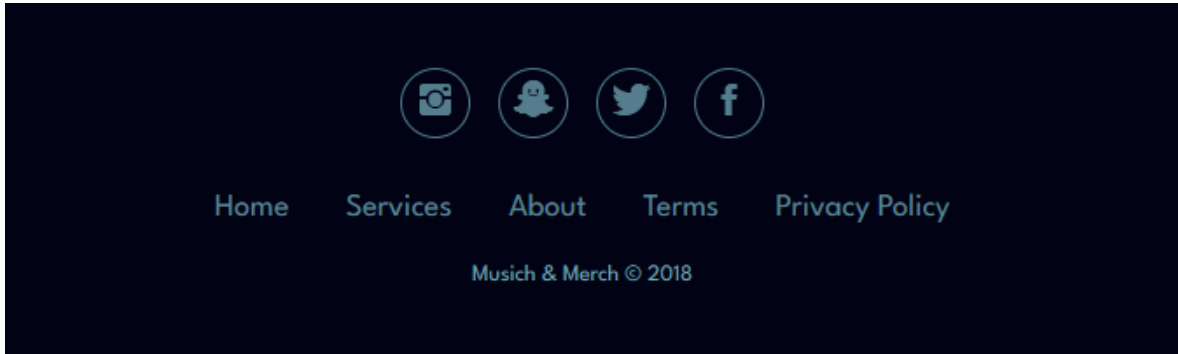 Home Services About Terms Privacy Policy
Musich & Merch © 2018